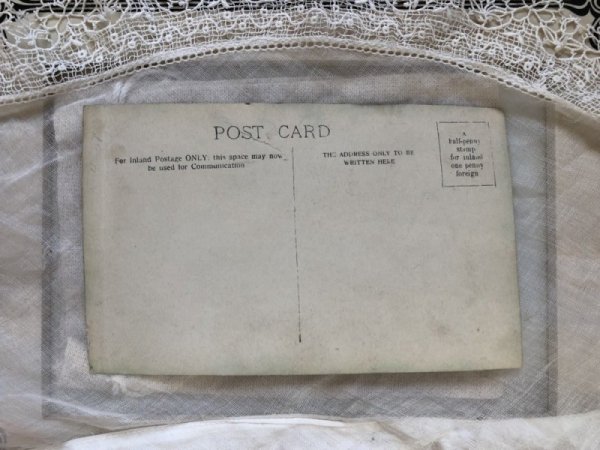 POST CARD
For Inland Postage ONLY, this space may now
be used for Communication
THE ADDRESS ONLY TO BE
WRITTEN HERE
A
half-penny
stamp
for inland
one penny
foreign